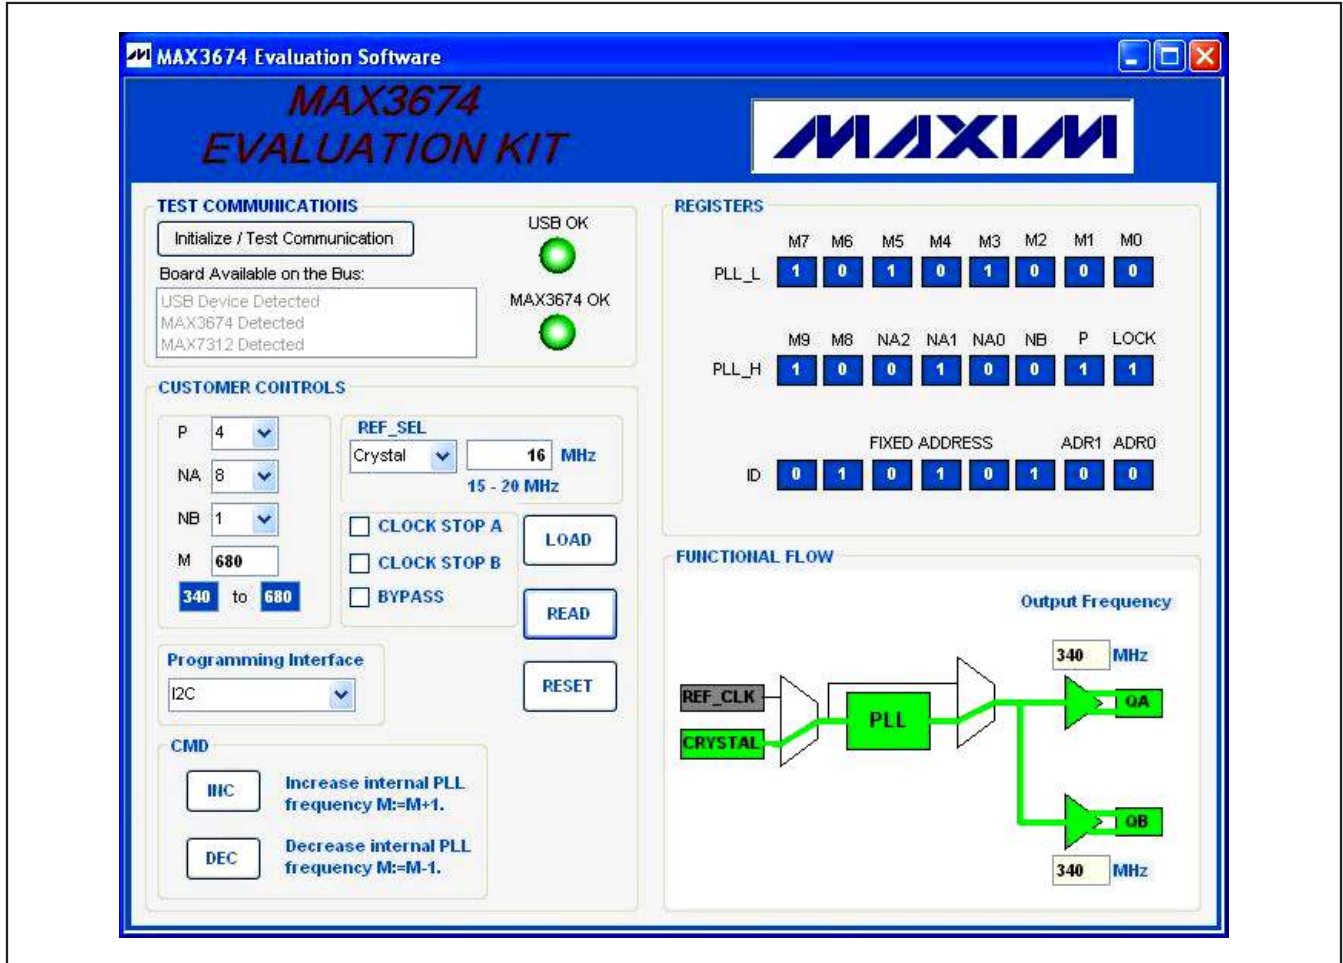 MAX3674 Evaluation Software
MAX3674
EVALUATION KIT
MAXIM
TEST COMMUNICATIONS
Initialize / Test Communication
USB OK
Board Available on the Bus:
USB Device Detected
MAX3674 Detected
MAX7312 Detected
MAX3674 OK
CUSTOMER CONTROLS
P 4
NA 8
NB 1
M 680
340 to 680
REF_SEL
Crystal 16 MHz
15 - 20 MHz
CLOCK STOP A
CLOCK STOP B
BYPASS
LOAD
READ
RESET
Programming Interface
I2C
CMD
INC
Increase internal PLL
frequency M:=M+1.
DEC
Decrease internal PLL
frequency M:=M-1.
REGISTERS
M7 M6 M5 M4 M3 M2 M1 M0
PLL_L 1 0 1 0 1 0 0 0
M9 M8 NA2 NA1 NA0 NB P LOCK
PLL_H 1 0 0 1 0 0 1 1
FIXED ADDRESS ADR1 ADR0
ID 0 1 0 1 0 1 0 0
FUNCTIONAL FLOW
Output Frequency
340 MHz
REF_CLK
CRYSTAL
PLL
QA
QB
340 MHz